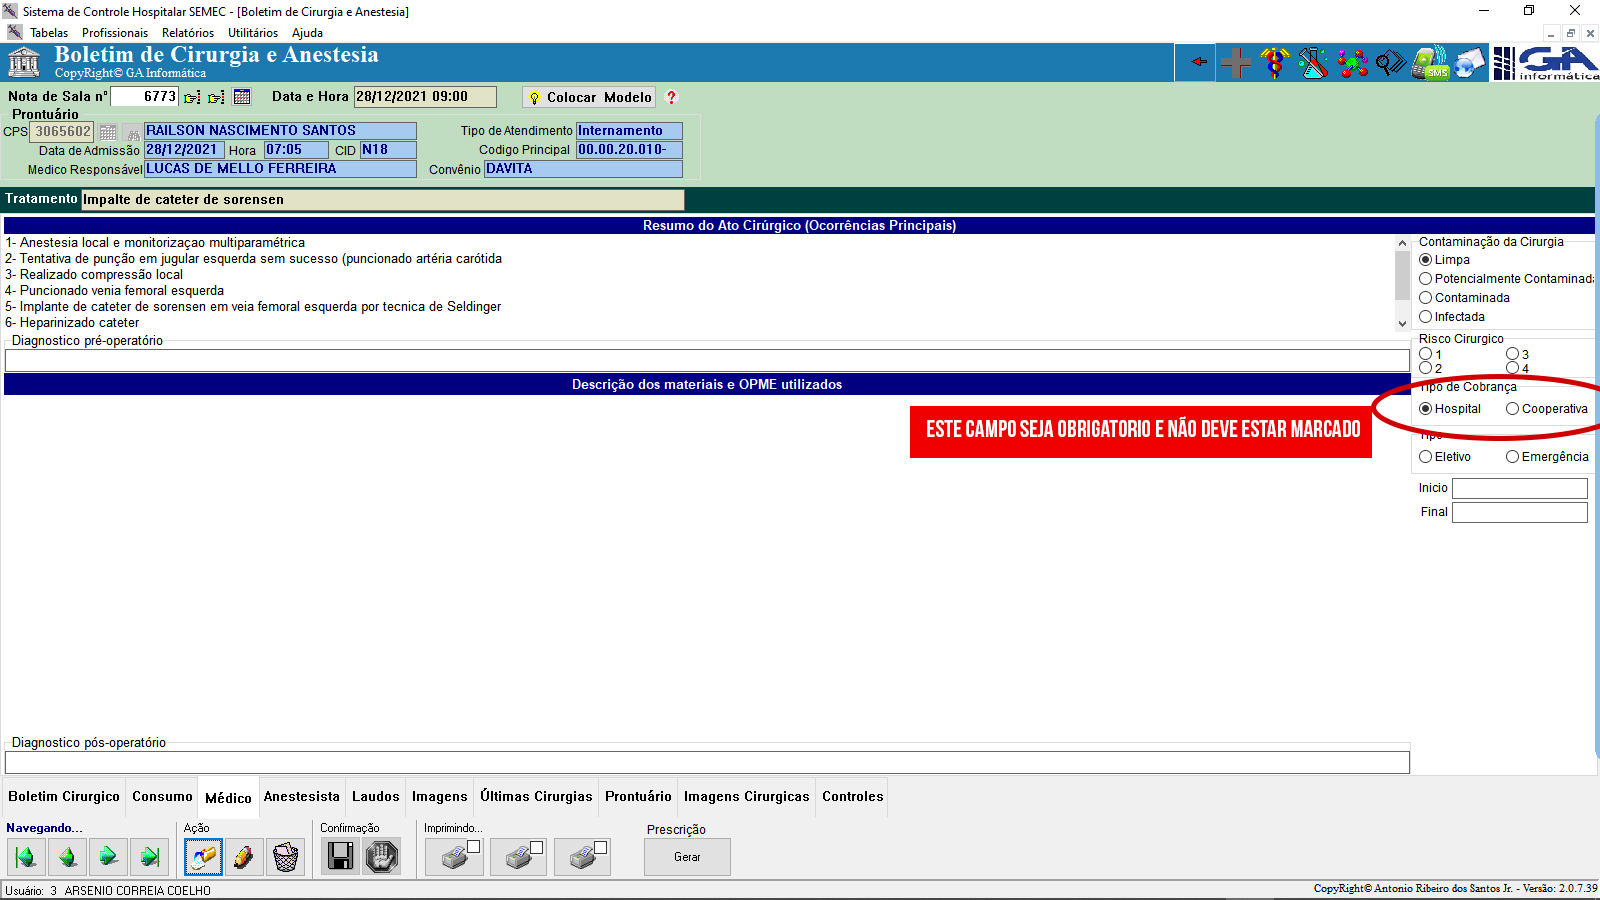 Sistema de Controle Hospitalar SEMEC - [Boletim de Cirurgia e Anestesia]
Tabelas Profissionais Relatórios Utilitários Ajuda
Boletim de Cirurgia e Anestesia
CopyRight© GA Informática
SMS
GA
informática
Nota de Sala nº 6773 Data e Hora 28/12/2021 09:00 Colocar Modelo ?
Prontuário
CPS 3065602 RAILSON NASCIMENTO SANTOS Tipo de Atendimento Internamento
Data de Admissão 28/12/2021 Hora 07:05 CID N18 Codigo Principal 00.00.20.010-
Medico Responsável LUCAS DE MELLO FERREIRA Convênio DAVITA
Tratamento Impalte de cateter de sorensen
Resumo do Ato Cirúrgico (Ocorrências Principais)
1- Anestesia local e monitorizaçao multiparamétrica
2- Tentativa de punção em jugular esquerda sem sucesso (puncionado artéria carótida
3- Realizado compressão local
4- Puncionado venia femoral esquerda
5- Implante de cateter de sorensen em veia femoral esquerda por tecnica de Seldinger
6- Heparinizado cateter
Contaminação da Cirurgia
Limpa
Potencialmente Contaminada
Contaminada
Infectada
Diagnostico pré-operatório
Risco Cirurgico
1 3
2 4
Descrição dos materiais e OPME utilizados
Tipo de Cobrança
Hospital Cooperativa
ESTE CAMPO SEJA OBRIGATORIO E NÃO DEVE ESTAR MARCADO
Tipo
Eletivo Emergência
Inicio
Final
Diagnostico pós-operatório
Boletim Cirurgico Consumo Médico Anestesista Laudos Imagens Últimas Cirurgias Prontuário Imagens Cirurgicas Controles
Navegando... Ação Confirmação Imprimindo... Prescrição
Gerar
Usuário: 3 ARSENIO CORREIA COELHO
CopyRight© Antonio Ribeiro dos Santos Jr. - Versão: 2.0.7.39